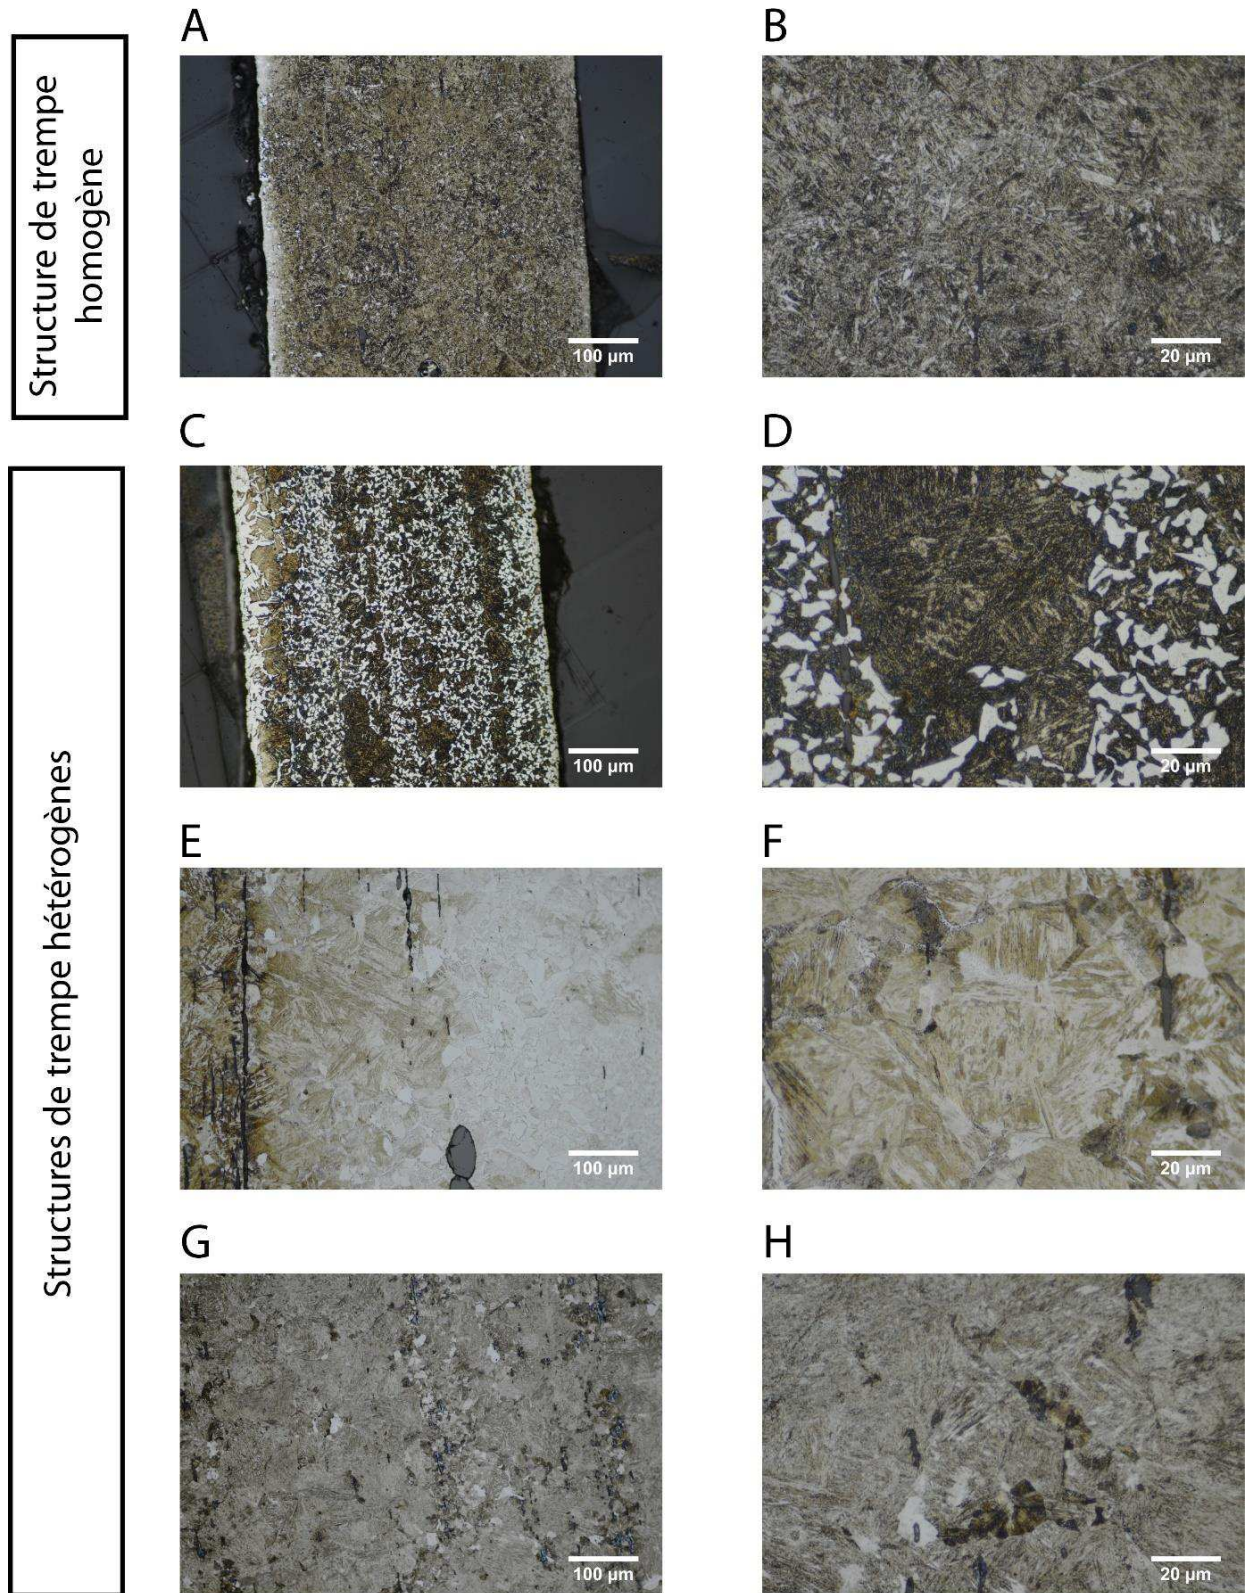 Structure de trempe
homogène
A
B
100 µm
20 µm
Structures de trempe hétérogènes
C
D
100 µm
20 µm
E
F
100 µm
20 µm
G
H
100 µm
20 µm